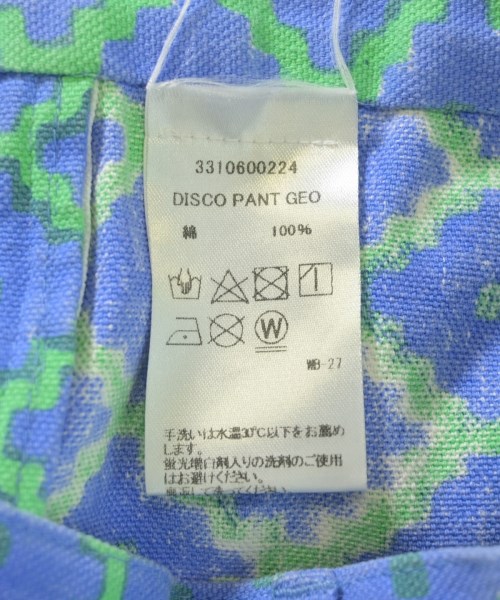 3310600224
DISCO PANT GEO
綿 100%
W
WB-27
手洗いは水温30℃以下をお薦め
します。
蛍光増白剤入りの洗剤のご使用
はお避けください。